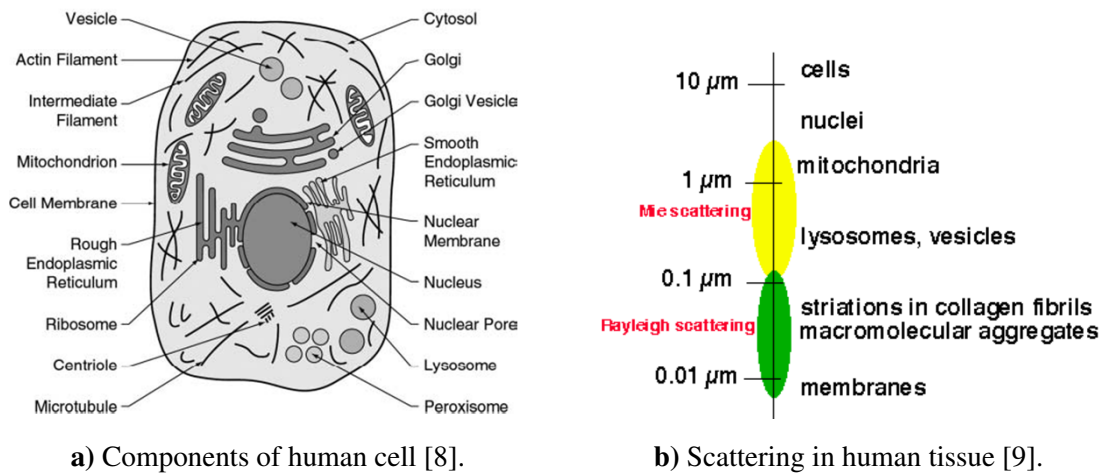 Vesicle
Actin Filament
Intermediate
Filament
Mitochondrion
Cell Membrane
Rough
Endoplasmic
Reticulum
Ribosome
Centriole
Microtubule
Cytosol
Golgi
Golgi Vesicle
Smooth
Endoplasmic
Reticulum
Nuclear
Membrane
Nucleus
Nuclear Pore
Lysosome
Peroxisome
a) Components of human cell [8].
10 µm
cells
nuclei
mitochondria
1 µm
Mie scattering
lysosomes, vesicles
0.1 µm
striations in collagen fibrils
Rayleigh scattering
macromolecular aggregates
0.01 µm
membranes
b) Scattering in human tissue [9].